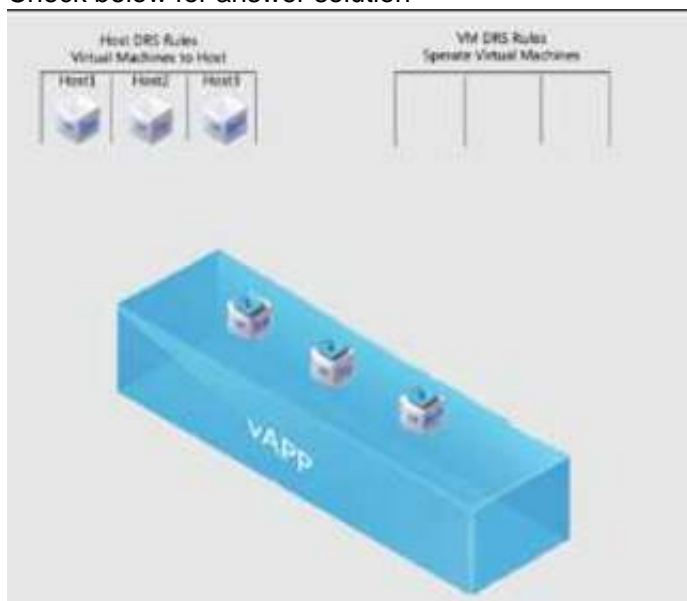 Check below for answer solution
Host DRS Rules
Virtual Machines to Host
Host1 Host2 Host3
VM DRS Rules
Sperate Virtual Machines
vAPP